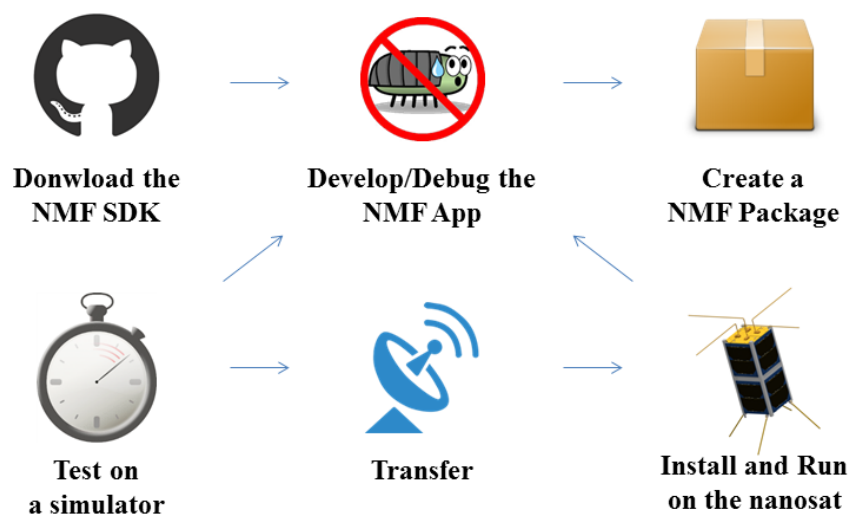 Donwload the
NMF SDK
Develop/Debug the
NMF App
Create a
NMF Package
Test on
a simulator
Transfer
Install and Run
on the nanosat